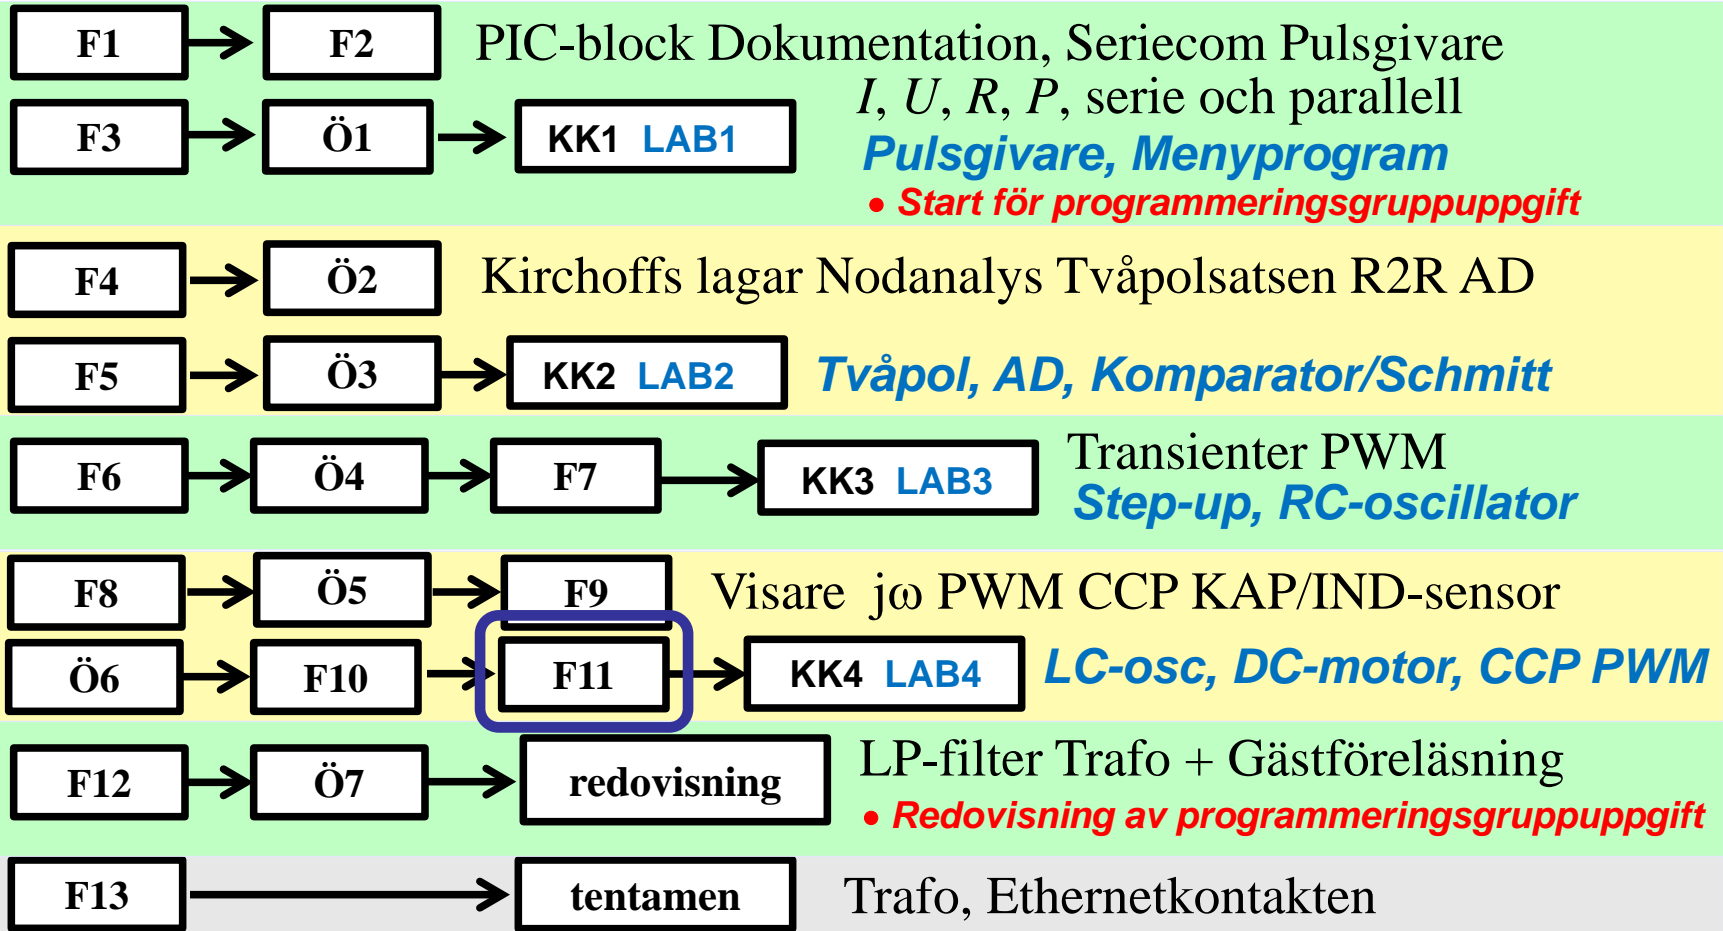 F1 F2 PIC-block Dokumentation, Seriecom Pulsgivare
I, U, R, P, serie och parallell
F3 Ö1 KK1 LAB1 Pulsgivare, Menyprogram
• Start för programmeringsgruppuppgift
F4 Ö2 Kirchoffs lagar Nodanalys Tvåpolsatsen R2R AD
F5 Ö3 KK2 LAB2 Tvåpol, AD, Komparator/Schmitt
F6 Ö4 F7 KK3 LAB3 Transienter PWM
Step-up, RC-oscillator
F8 Ö5 F9 Visare jω PWM CCP KAP/IND-sensor
Ö6 F10 F11 KK4 LAB4 LC-osc, DC-motor, CCP PWM
F12 Ö7 redovisning LP-filter Trafo + Gästföreläsning
• Redovisning av programmeringsgruppuppgift
F13 tentamen Trafo, Ethernetkontakten